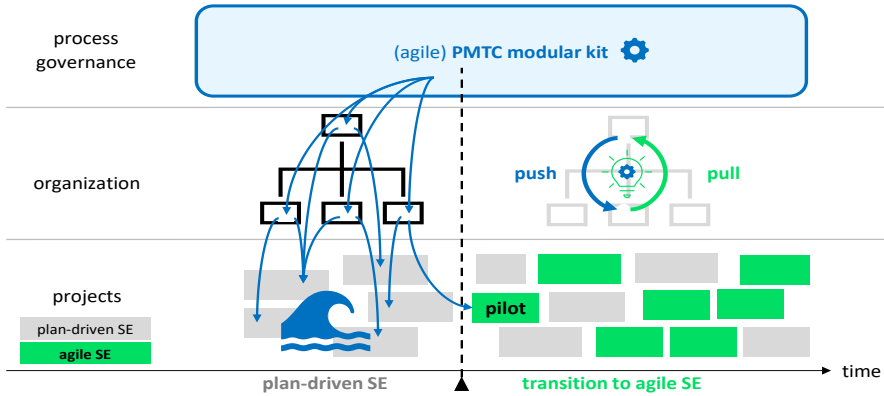 process
governance
(agile) PMTC modular kit
organization
push
pull
projects
plan-driven SE
agile SE
pilot
time
plan-driven SE
transition to agile SE